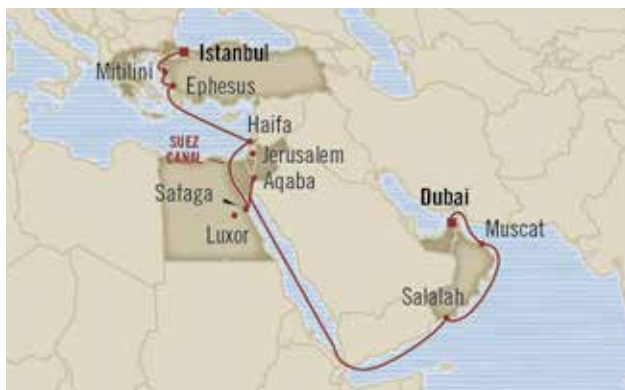 Istanbul
Mitilini
Ephesus
Haifa
SUEZ
CANAL
Jerusalem
Aqaba
Safaga
Luxor
Dubai
Muscat
Salalah